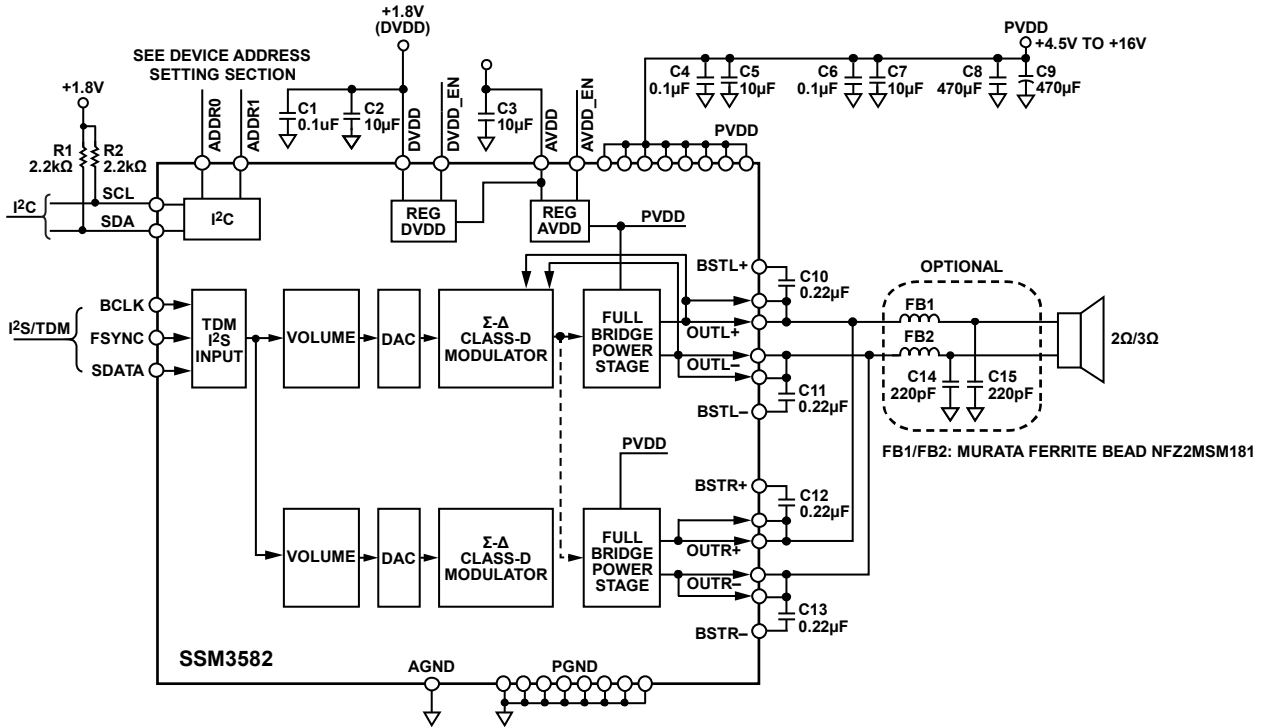 +1.8V
(DVDD)
SEE DEVICE ADDRESS
SETTING SECTION
PVDD
+4.5V TO +16V
+1.8V
ADDR0
ADDR1
C1
0.1uF
C2
10µF
DVDD
DVDD_EN
C3
10µF
AVDD
AVDD_EN
C4
0.1µF
C5
10µF
C6
0.1µF
C7
10µF
C8
470µF
C9
470µF
PVDD
R1
2.2kΩ
R2
2.2kΩ
I²C
SCL
SDA
I²C
REG
DVDD
REG
AVDD
PVDD
BSTL+
C10
0.22µF
OPTIONAL
I²S/TDM
BCLK
FSYNC
SDATA
TDM
I²S
INPUT
VOLUME
DAC
Σ-Δ
CLASS-D
MODULATOR
FULL
BRIDGE
POWER
STAGE
OUTL+
OUTL−
FB1
FB2
2Ω/3Ω
C14
220pF
C15
220pF
C11
0.22µF
BSTL−
FB1/FB2: MURATA FERRITE BEAD NFZ2MSM181
PVDD
BSTR+
C12
0.22µF
VOLUME
DAC
Σ-Δ
CLASS-D
MODULATOR
FULL
BRIDGE
POWER
STAGE
OUTR+
OUTR−
C13
0.22µF
BSTR−
SSM3582
AGND
PGND